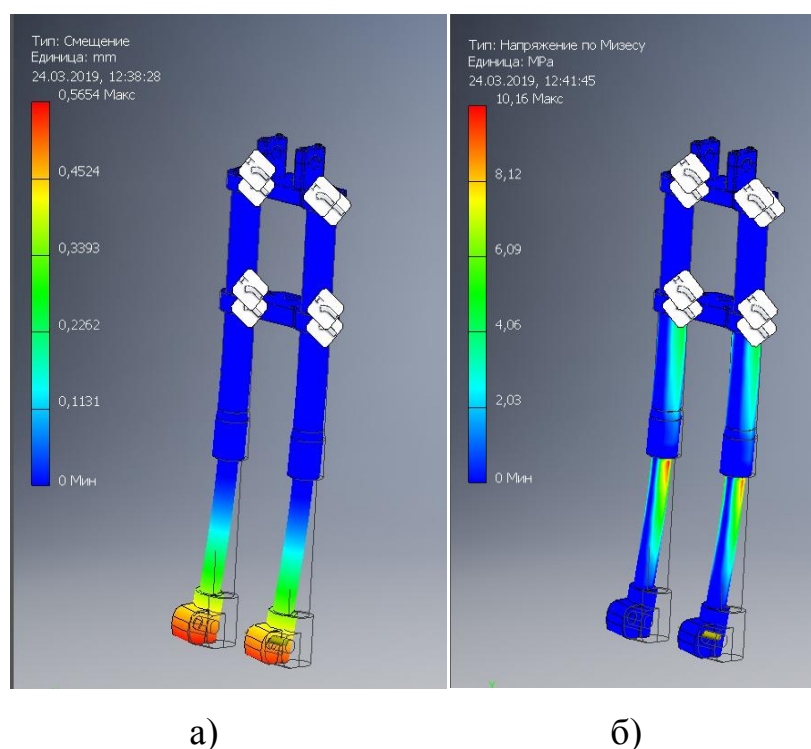 Тип: Смещение
Единица: mm
24.03.2019, 12:38:28
0,5654 Макс
0,4524
0,3393
0,2262
0,1131
0 Мин
Тип: Напряжение по Мизесу
Единица: MPa
24.03.2019, 12:41:45
10,16 Макс
8,12
6,09
4,06
2,03
0 Мин
а)
б)